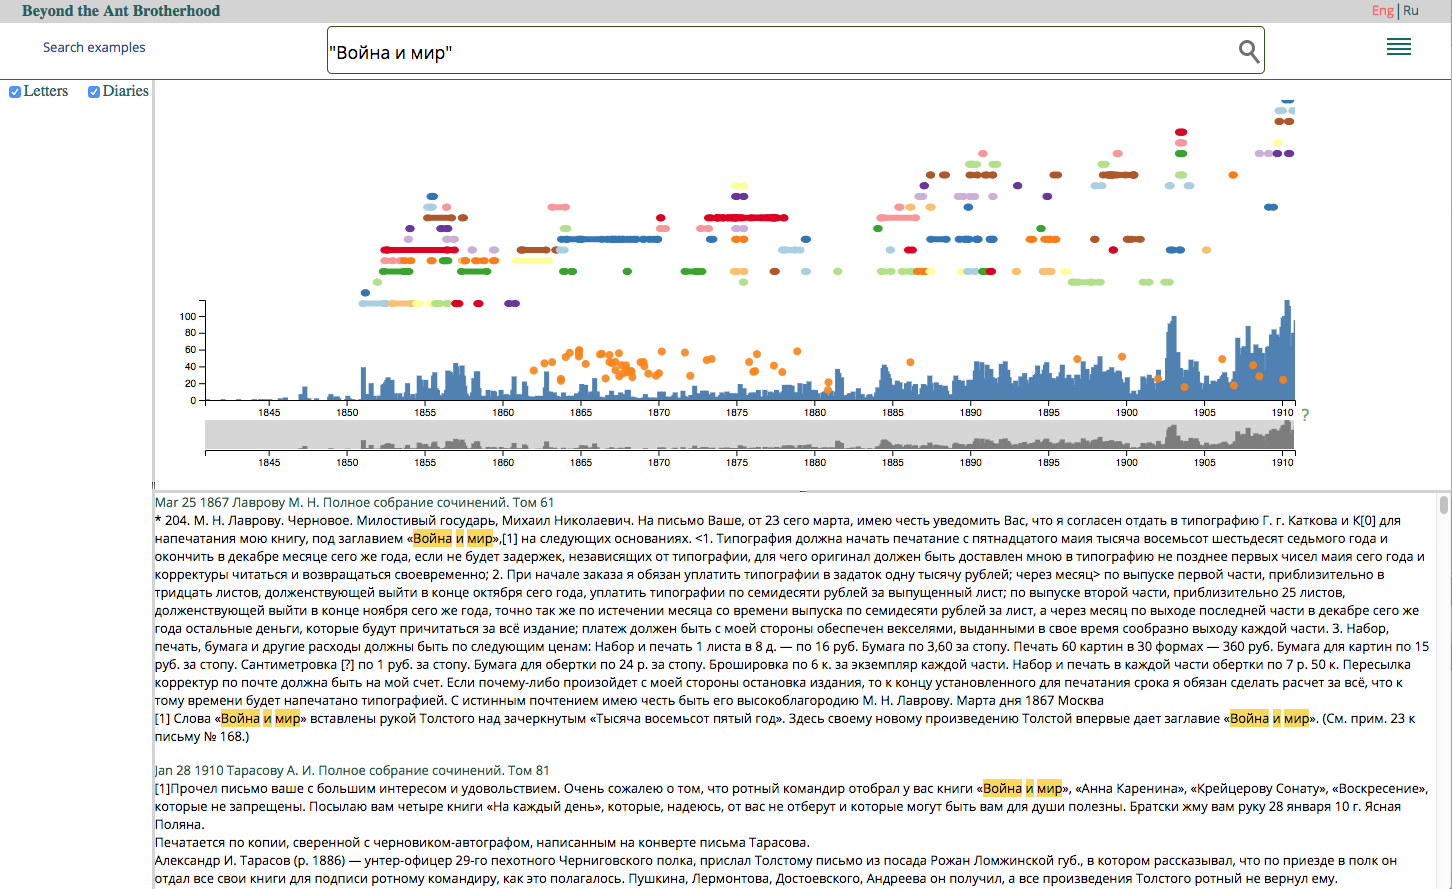 Beyond the Ant Brotherhood
Eng | Ru
Search examples
"Война и мир"
Letters
Diaries
100
80
60
40
20
0
1845 1850 1855 1860 1865 1870 1875 1880 1885 1890 1895 1900 1905 1910
?
1845 1850 1855 1860 1865 1870 1875 1880 1885 1890 1895 1900 1905 1910
Mar 25 1867 Лаврову М. Н. Полное собрание сочинений. Том 61
* 204. М. Н. Лаврову. Черновое. Милостивый государь, Михаил Николаевич. На письмо Ваше, от 23 сего марта, имею честь уведомить Вас, что я согласен отдать в типографию Г. г. Каткова и К[0] для
напечатания мою книгу, под заглавием «Война и мир»,[1] на следующих основаниях. <1. Типография должна начать печатание с пятнадцатого маия тысяча восемьсот шестьдесят седьмого года и
окончить в декабре месяце сего же года, если не будет задержек, независящих от типографии, для чего оригинал должен быть доставлен мною в типографию не позднее первых чисел маия сего года и
корректуры читаться и возвращаться своевременно; 2. При начале заказа я обязан уплатить типографии в задаток одну тысячу рублей; через месяц> по выпуске первой части, приблизительно в
тридцать листов, долженствующей выйти в конце октября сего года, уплатить типографии по семидесяти рублей за выпущенный лист; по выпуске второй части, приблизительно 25 листов,
долженствующей выйти в конце ноября сего же года, точно так же по истечении месяца со времени выпуска по семидесяти рублей за лист, а через месяц по выходе последней части в декабре сего же
года остальные деньги, которые будут причитаться за всё издание; платеж должен быть с моей стороны обеспечен векселями, выданными в свое время сообразно выходу каждой части. 3. Набор,
печать, бумага и другие расходы должны быть по следующим ценам: Набор и печать 1 листа в 8 д. — по 16 руб. Бумага по 3,60 за стопу. Печать 60 картин в 30 формах — 360 руб. Бумага для картин по 15
руб. за стопу. Сантиметровка [?] по 1 руб. за стопу. Бумага для обертки по 24 р. за стопу. Брошировка по 6 к. за экземпляр каждой части. Набор и печать в каждой части обертки по 7 р. 50 к. Пересылка
корректур по почте должна быть на мой счет. Если почему-либо произойдет с моей стороны остановка издания, то к концу установленного для печатания срока я обязан сделать расчет за всё, что к
тому времени будет напечатано типографией. С истинным почтением имею честь быть его высокоблагородию М. Н. Лаврову. Марта дня 1867 Москва
[1] Слова «Война и мир» вставлены рукой Толстого над зачеркнутым «Тысяча восемьсот пятый год». Здесь своему новому произведению Толстой впервые дает заглавие «Война и мир». (См. прим. 23 к
письму № 168.)
Jan 28 1910 Тарасову А. И. Полное собрание сочинений. Том 81
[1]Прочел письмо ваше с большим интересом и удовольствием. Очень сожалею о том, что ротный командир отобрал у вас книги «Война и мир», «Анна Каренина», «Крейцерову Сонату», «Воскресение»,
которые не запрещены. Посылаю вам четыре книги «На каждый день», которые, надеюсь, от вас не отберут и которые могут быть вам для души полезны. Братски жму вам руку 28 января 10 г. Ясная
Поляна.
Печатается по копии, сверенной с черновиком-автографом, написанным на конверте письма Тарасова.
Александр И. Тарасов (р. 1886) — унтер-офицер 29-го пехотного Черниговского полка, прислал Толстому письмо из посада Рожан Ломжинской губ., в котором рассказывал, что по приезде в полк он
отдал все свои книги для подписи ротному командиру, как это полагалось. Пушкина, Лермонтова, Достоевского, Андреева он получил, а все произведения Толстого ротный не вернул ему.